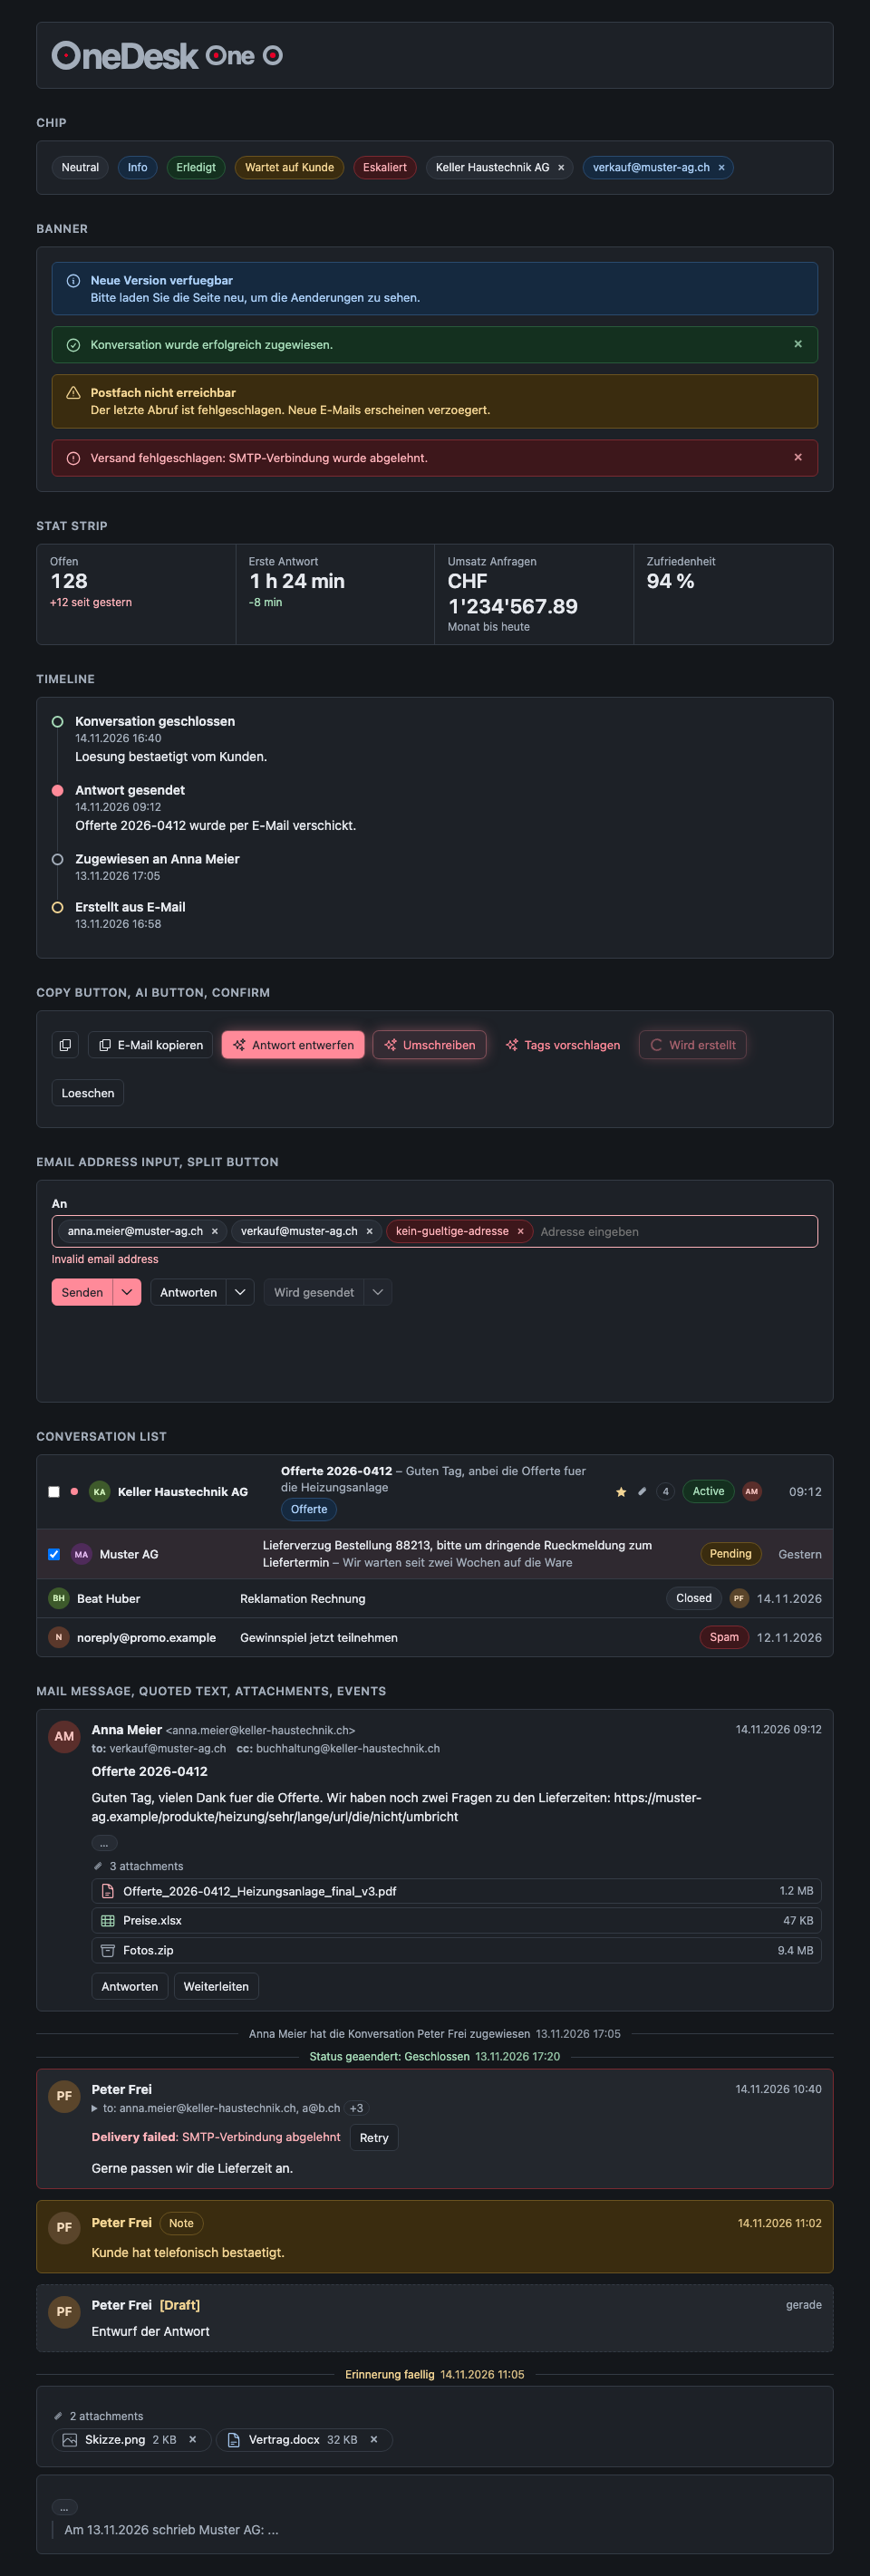 OneDesk One O
CHIP
Neutral Info Erledigt Wartet auf Kunde Eskaliert Keller Haustechnik AG × verkauf@muster-ag.ch ×
BANNER
Neue Version verfuegbar
Bitte laden Sie die Seite neu, um die Aenderungen zu sehen.
Konversation wurde erfolgreich zugewiesen. ×
Postfach nicht erreichbar
Der letzte Abruf ist fehlgeschlagen. Neue E-Mails erscheinen verzoegert.
Versand fehlgeschlagen: SMTP-Verbindung wurde abgelehnt. ×
STAT STRIP
Offen
128
+12 seit gestern
Erste Antwort
1 h 24 min
-8 min
Umsatz Anfragen
CHF
1'234'567.89
Monat bis heute
Zufriedenheit
94 %
TIMELINE
Konversation geschlossen
14.11.2026 16:40
Loesung bestaetigt vom Kunden.
Antwort gesendet
14.11.2026 09:12
Offerte 2026-0412 wurde per E-Mail verschickt.
Zugewiesen an Anna Meier
13.11.2026 17:05
Erstellt aus E-Mail
13.11.2026 16:58
COPY BUTTON, AI BUTTON, CONFIRM
E-Mail kopieren Antwort entwerfen Umschreiben Tags vorschlagen Wird erstellt
Loeschen
EMAIL ADDRESS INPUT, SPLIT BUTTON
An
anna.meier@muster-ag.ch × verkauf@muster-ag.ch × kein-gueltige-adresse × Adresse eingeben
Invalid email address
Senden Antworten Wird gesendet
CONVERSATION LIST
KA Keller Haustechnik AG
Offerte 2026-0412 – Guten Tag, anbei die Offerte fuer
die Heizungsanlage
Offerte
4 Active AM 09:12
MA Muster AG
Lieferverzug Bestellung 88213, bitte um dringende Rueckmeldung zum
Liefertermin – Wir warten seit zwei Wochen auf die Ware
Pending Gestern
BH Beat Huber Reklamation Rechnung Closed PF 14.11.2026
N noreply@promo.example Gewinnspiel jetzt teilnehmen Spam 12.11.2026
MAIL MESSAGE, QUOTED TEXT, ATTACHMENTS, EVENTS
AM Anna Meier <anna.meier@keller-haustechnik.ch> 14.11.2026 09:12
to: verkauf@muster-ag.ch cc: buchhaltung@keller-haustechnik.ch
Offerte 2026-0412
Guten Tag, vielen Dank fuer die Offerte. Wir haben noch zwei Fragen zu den Lieferzeiten: https://muster-
ag.example/produkte/heizung/sehr/lange/url/die/nicht/umbricht
...
3 attachments
Offerte_2026-0412_Heizungsanlage_final_v3.pdf 1.2 MB
Preise.xlsx 47 KB
Fotos.zip 9.4 MB
Antworten Weiterleiten
Anna Meier hat die Konversation Peter Frei zugewiesen 13.11.2026 17:05
Status geaendert: Geschlossen 13.11.2026 17:20
PF Peter Frei 14.11.2026 10:40
to: anna.meier@keller-haustechnik.ch, a@b.ch +3
Delivery failed: SMTP-Verbindung abgelehnt Retry
Gerne passen wir die Lieferzeit an.
PF Peter Frei Note 14.11.2026 11:02
Kunde hat telefonisch bestaetigt.
PF Peter Frei [Draft] gerade
Entwurf der Antwort
Erinnerung faellig 14.11.2026 11:05
2 attachments
Skizze.png 2 KB × Vertrag.docx 32 KB ×
...
Am 13.11.2026 schrieb Muster AG: ...